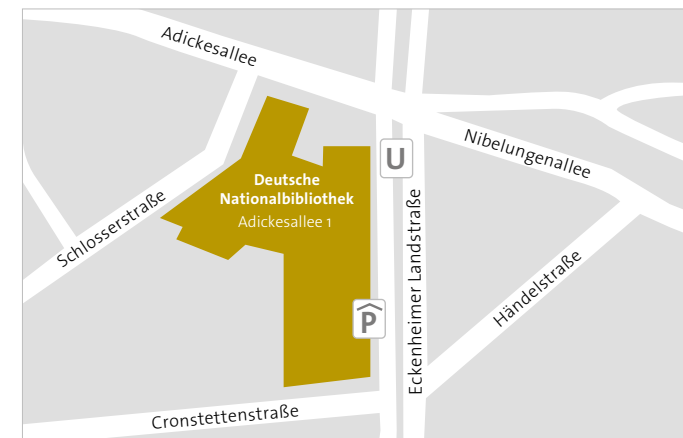 Adickesallee
Nibelungenallee
U
Deutsche
Nationalbibliothek
Adickesallee 1
Schlosserstraße
Eckenheimer Landstraße
Händelstraße
P
Cronstettenstraße